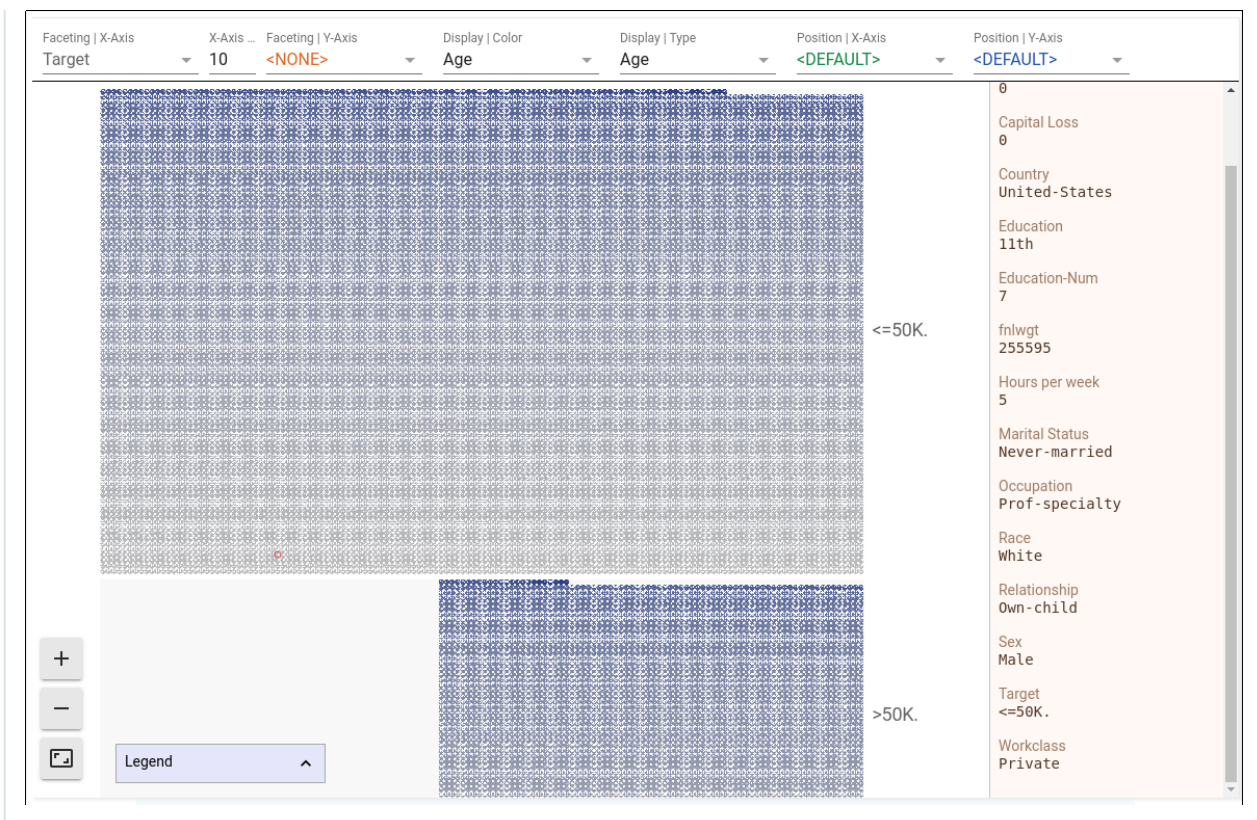 Faceting | X-Axis
X-Axis ...
Faceting | Y-Axis
Display | Color
Display | Type
Position | X-Axis
Position | Y-Axis
Target
10
<NONE>
Age
Age
<DEFAULT>
<DEFAULT>
0
Capital Loss
0
Country
United-States
Education
11th
Education-Num
7
fnlwgt
255595
Hours per week
5
Marital Status
Never-married
Occupation
Prof-specialty
Race
White
Relationship
Own-child
Sex
Male
Target
<=50K.
Workclass
Private
<=50K.
>50K.
Legend